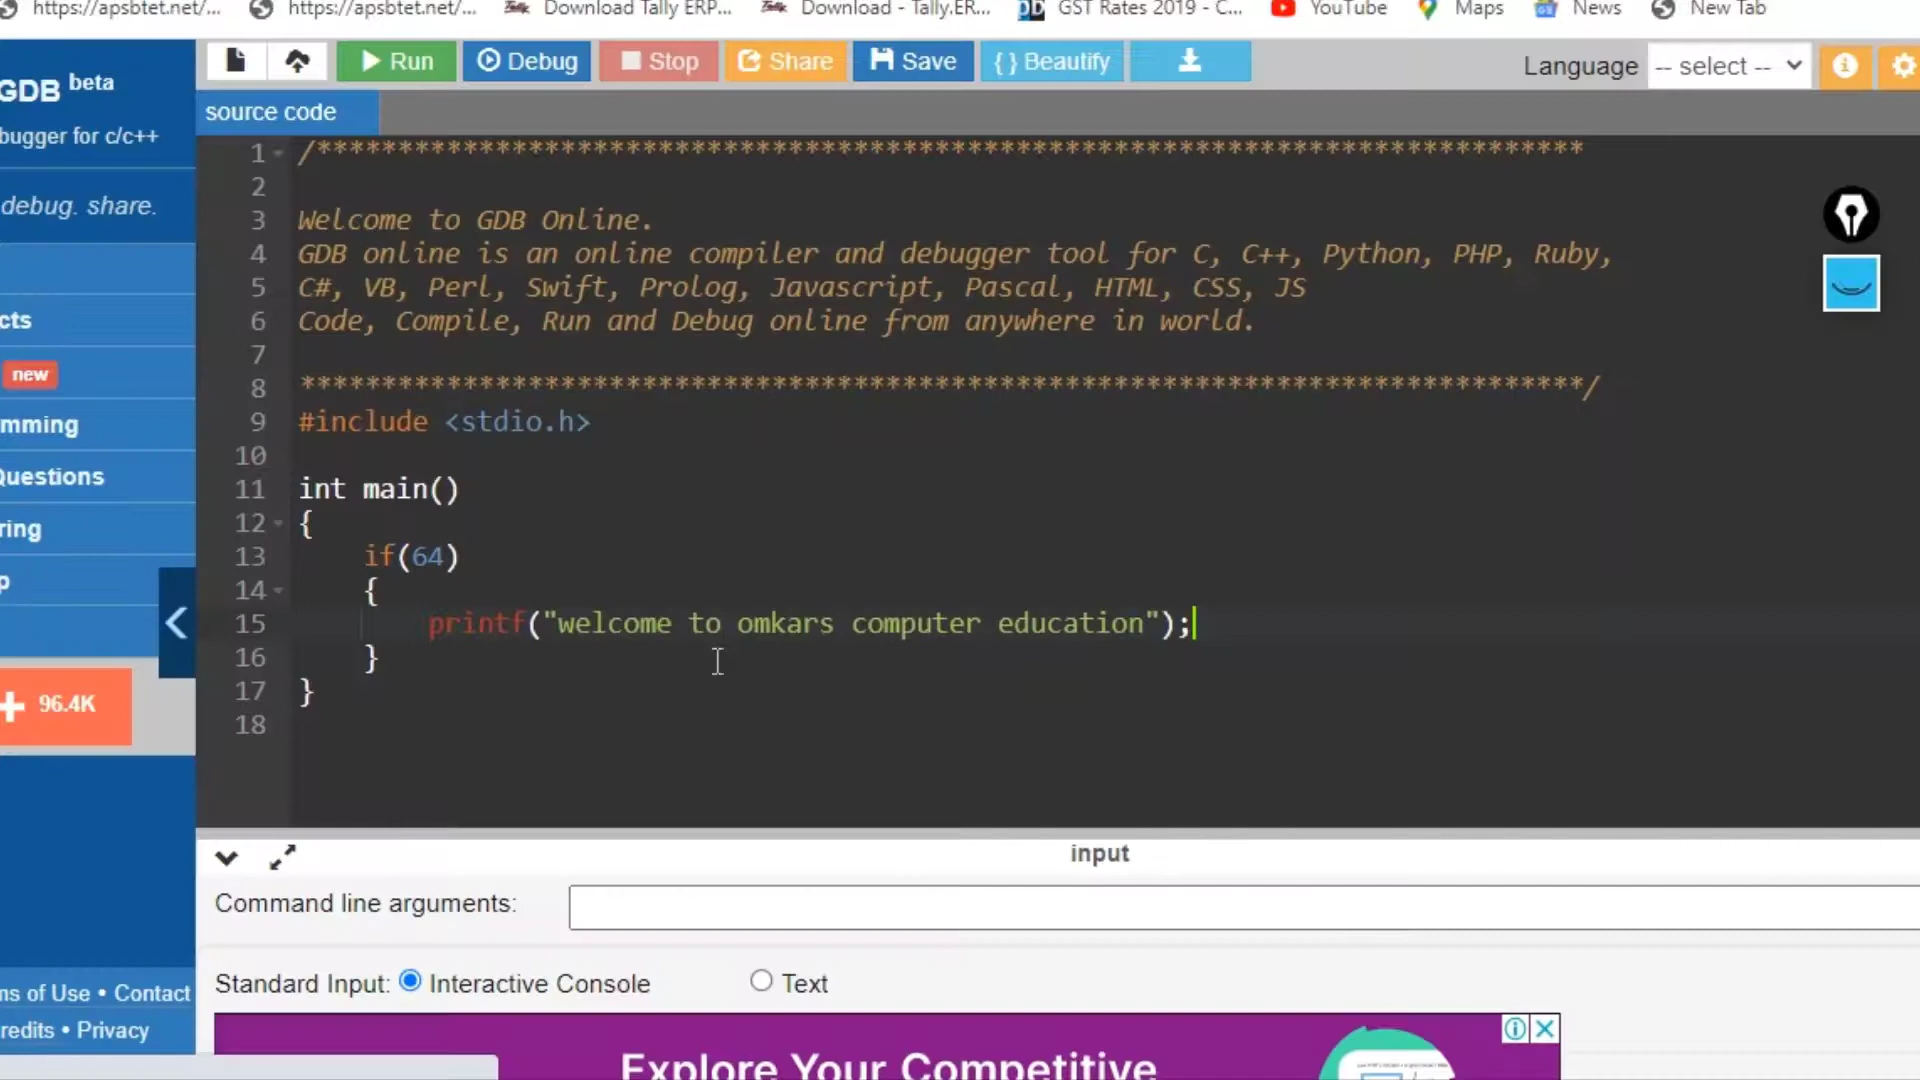 https://apsbtet.net/... https://apsbtet.net/... Download Tally ERP... Download - Tally.ER... GST Rates 2019 - C... YouTube Maps News New Tab
GDB beta
bugger for c/c++
debug. share.
cts
new
mming
Questions
ring
p
96.4K
ms of Use • Contact
redits • Privacy
Run Debug Stop Share Save { } Beautify Language -- select --
source code
1 /******************************************************************************
2
3 Welcome to GDB Online.
4 GDB online is an online compiler and debugger tool for C, C++, Python, PHP, Ruby,
5 C#, VB, Perl, Swift, Prolog, Javascript, Pascal, HTML, CSS, JS
6 Code, Compile, Run and Debug online from anywhere in world.
7
8 *******************************************************************************/
9 #include <stdio.h>
10
11 int main()
12 {
13 if(64)
14 {
15 printf("welcome to omkars computer education");
16 }
17 }
18
input
Command line arguments:
Standard Input: Interactive Console Text
Explore Your Competitive